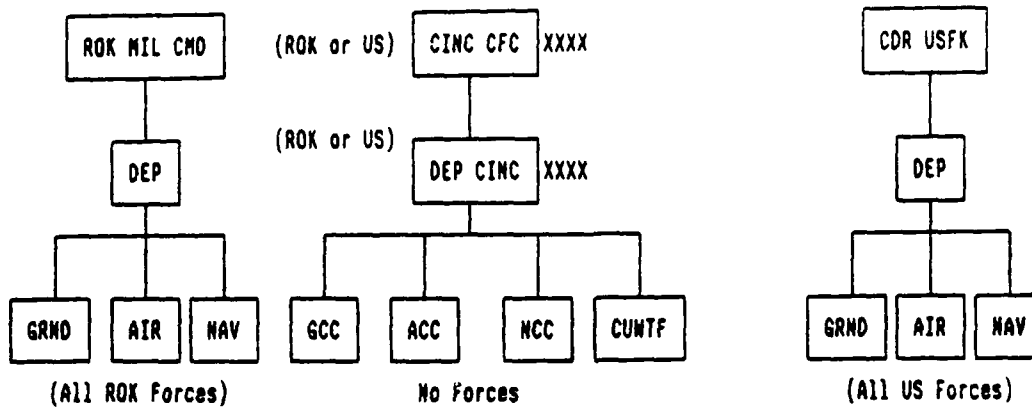 ROK MIL CMD
(ROK or US)
CINC CFC
XXXX
CDR USFK
(ROK or US)
DEP
DEP CINC
XXXX
DEP
GRND
AIR
NAV
GCC
ACC
NCC
CUWTF
GRND
AIR
NAV
(All ROK Forces)
No Forces
(All US Forces)